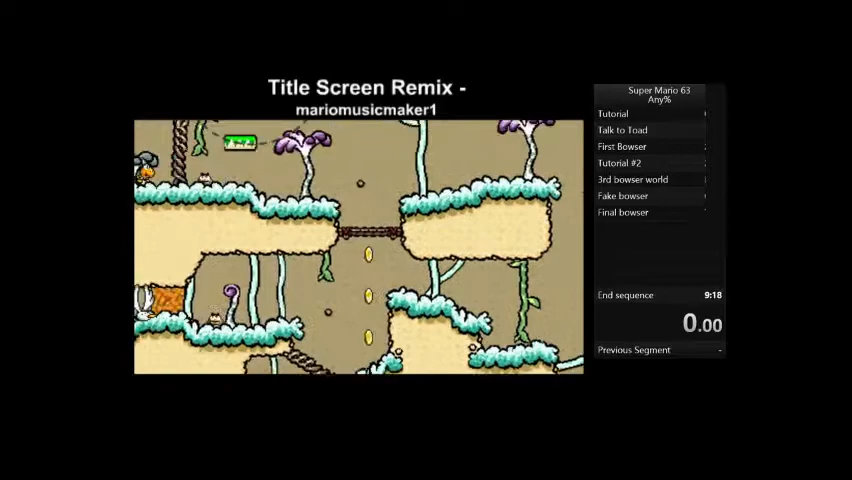 Title Screen Remix -
mariomusicmaker1
Super Mario 63
Any%
Tutorial
Talk to Toad
First Bowser
Tutorial #2
3rd bowser world
Fake bowser
Final bowser
End sequence 9:18
0.00
Previous Segment -